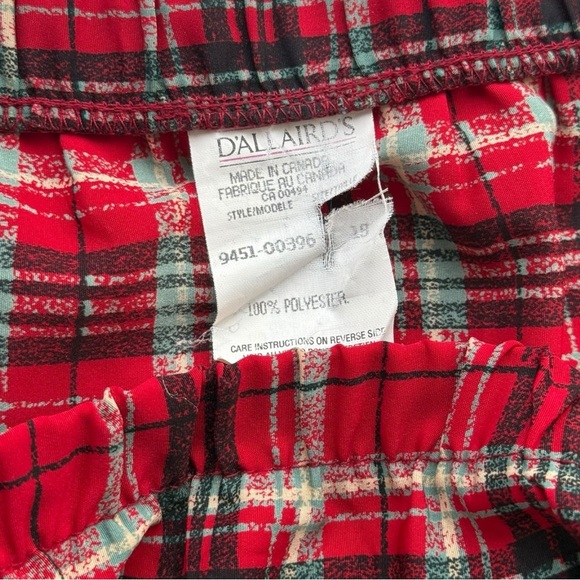 D'ALLAIRD'S
MADE IN CANADA
FABRIQUE AU CANADA
CA 00494
STYLE/MODELE
9451-00396 18
100% POLYESTER
CARE INSTRUCTIONS ON REVERSE SIDE